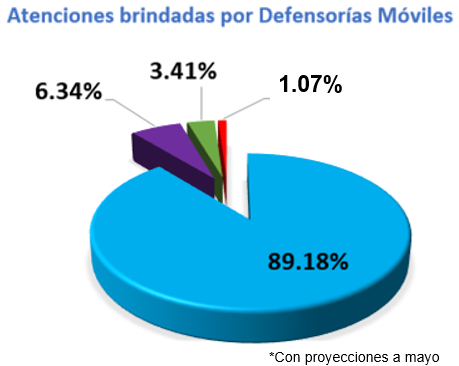 Atenciones brindadas por Defensorías Móviles
3.41%
6.34%
1.07%
89.18%
*Con proyecciones a mayo